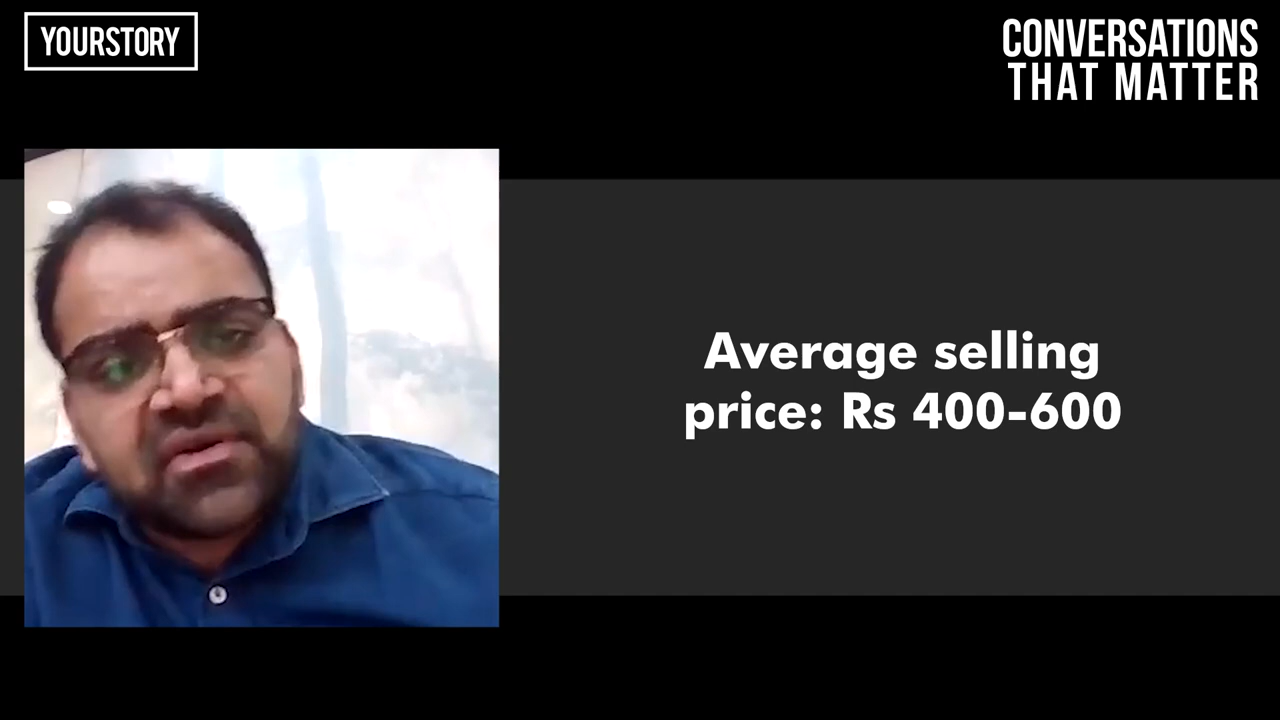 YOURSTORY
CONVERSATIONS
THAT MATTER
Average selling
price: Rs 400-600